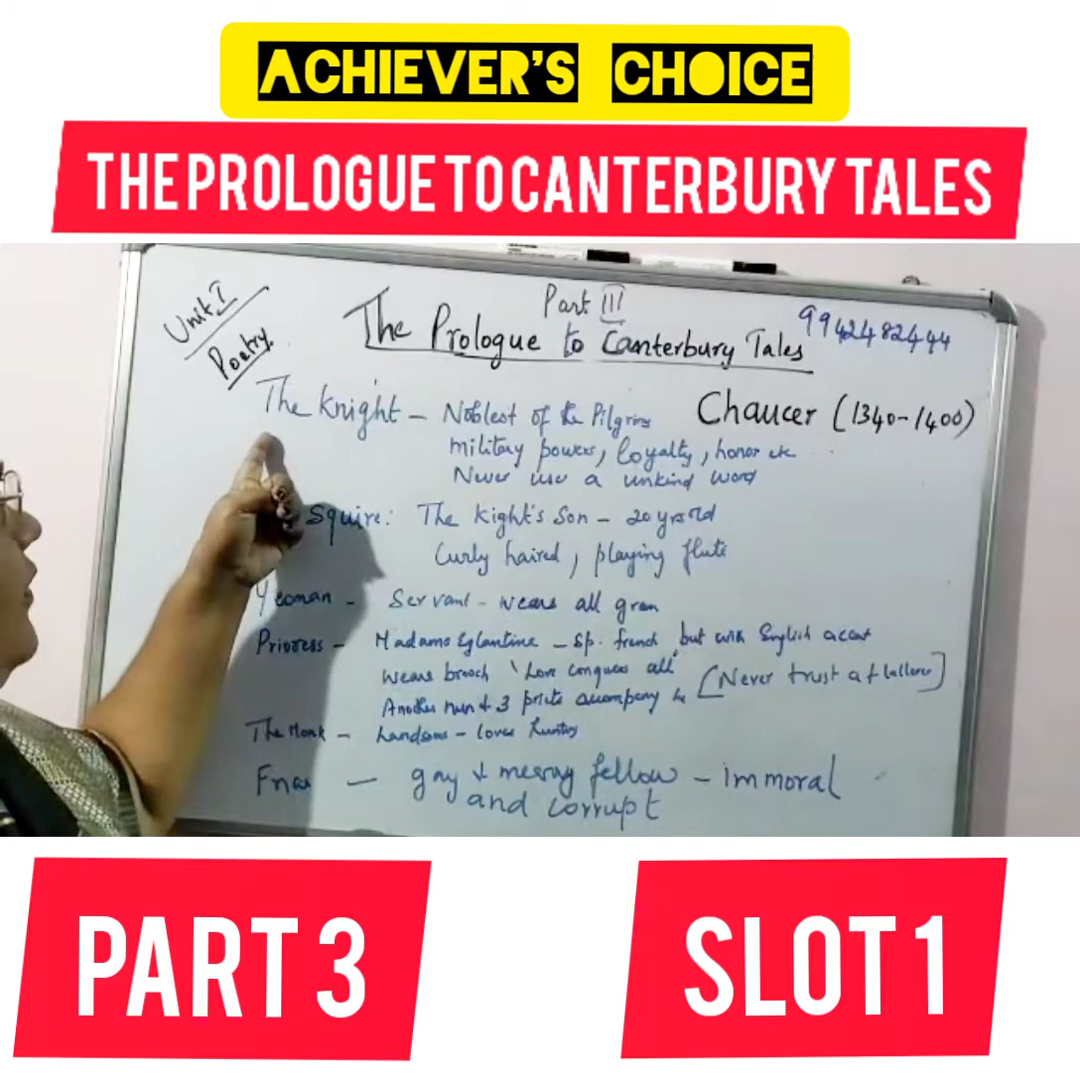 ACHIEVER'S CHOICE
THE PROLOGUE TO CANTERBURY TALES
Unit I
Poetry.
Part III
The Prologue to Canterbury Tales
9942482444
Chaucer (1340-1400)
The Knight - Noblest of the Pilgrims
military powers, loyalty, honor etc
Never use a unkind word
Squire: The Kight's Son - 20 yrs old
Curly haired, playing flute
Yeoman - Servant - wears all green
Prioress - Madame Eglantine - Sp. french but with English accent
wears brooch 'Love conquers all'
[Never trust a f
Another nun & 3 priests accompany
The Monk - handsome - loves hunting
gay & merry fellow - immoral
and corrupt
PART 3
SLOT 1